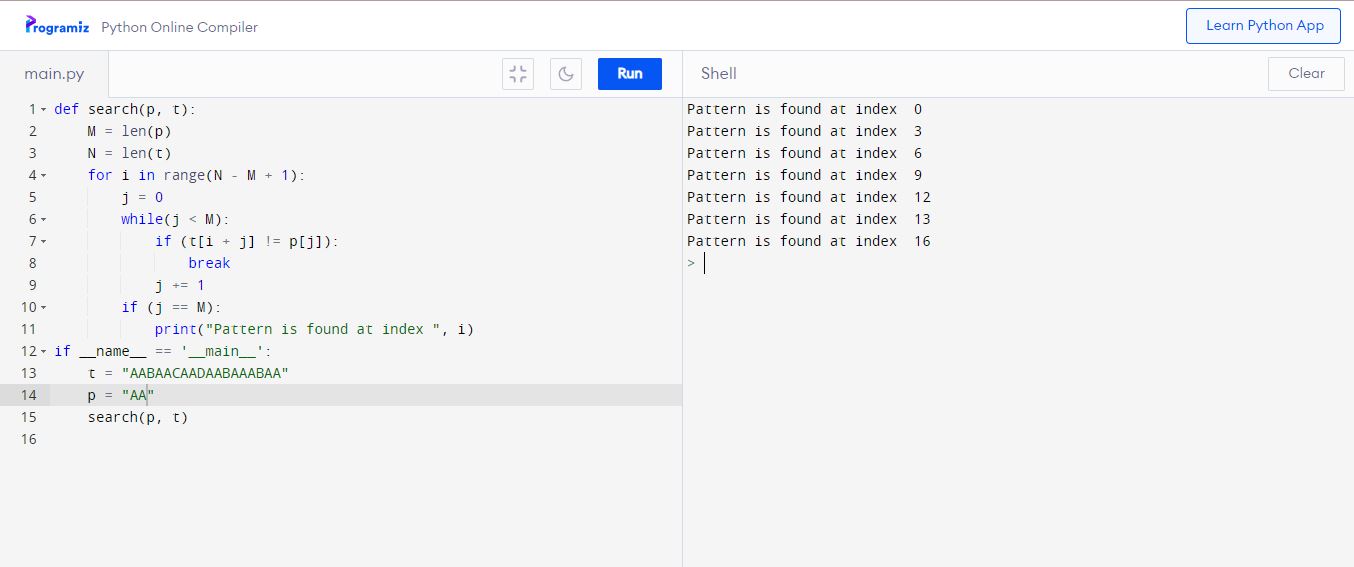 Programiz Python Online Compiler
Learn Python App
main.py
Run
Shell
Clear
1 def search(p, t):
2     M = len(p)
3     N = len(t)
4     for i in range(N - M + 1):
5         j = 0
6         while(j < M):
7             if (t[i + j] != p[j]):
8                 break
9             j += 1
10         if (j == M):
11             print("Pattern is found at index ", i)
12 if __name__ == '__main__':
13     t = "AABAACAADAABAAABAA"
14     p = "AA"
15     search(p, t)
16
Pattern is found at index  0
Pattern is found at index  3
Pattern is found at index  6
Pattern is found at index  9
Pattern is found at index  12
Pattern is found at index  13
Pattern is found at index  16
>